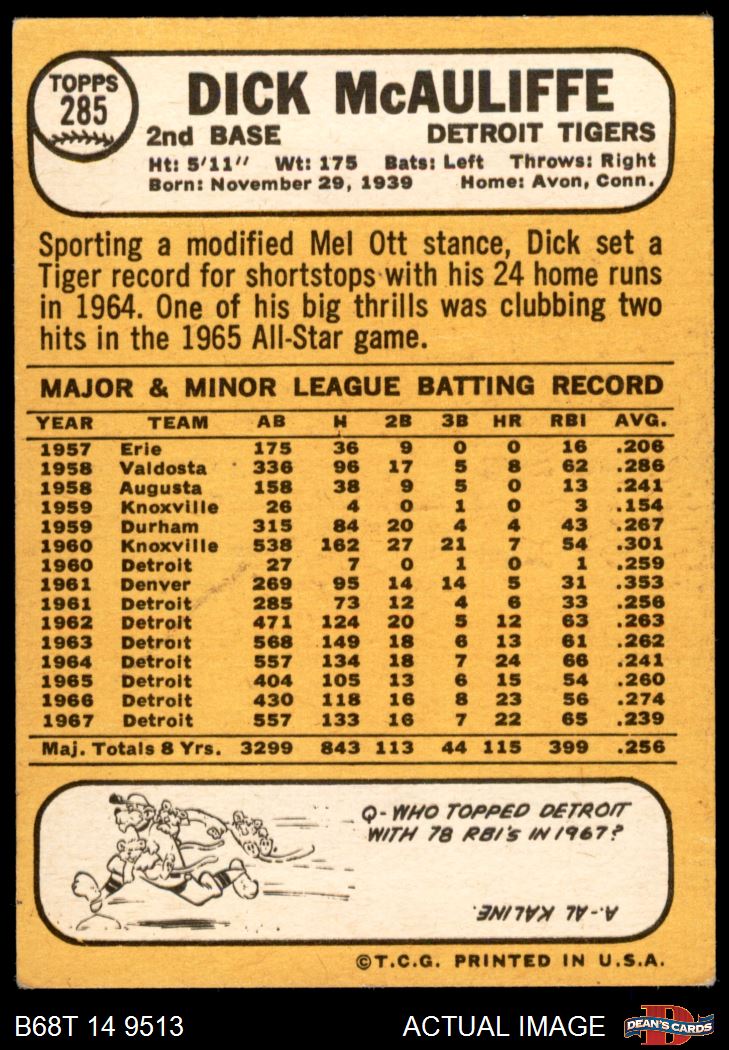 TOPPS
285
DICK McAULIFFE
2nd BASE DETROIT TIGERS
Ht: 5'11" Wt: 175 Bats: Left Throws: Right
Born: November 29, 1939 Home: Avon, Conn.
Sporting a modified Mel Ott stance, Dick set a
Tiger record for shortstops with his 24 home runs
in 1964. One of his big thrills was clubbing two
hits in the 1965 All-Star game.
MAJOR & MINOR LEAGUE BATTING RECORD
YEAR TEAM AB H 2B 3B HR RBI AVG.
1957 Erie 175 36 9 0 0 16 .206
1958 Valdosta 336 96 17 5 8 62 .286
1958 Augusta 158 38 9 5 0 13 .241
1959 Knoxville 26 4 0 1 0 3 .154
1959 Durham 315 84 20 4 4 43 .267
1960 Knoxville 538 162 27 21 7 54 .301
1960 Detroit 27 7 0 1 0 1 .259
1961 Denver 269 95 14 14 5 31 .353
1961 Detroit 285 73 12 4 6 33 .256
1962 Detroit 471 124 20 5 12 63 .263
1963 Detroit 568 149 18 6 13 61 .262
1964 Detroit 557 134 18 7 24 66 .241
1965 Detroit 404 105 13 6 15 54 .260
1966 Detroit 430 118 16 8 23 56 .274
1967 Detroit 557 133 16 7 22 65 .239
Maj. Totals 8 Yrs. 3299 843 113 44 115 399 .256
Q-WHO TOPPED DETROIT
WITH 78 RBI's IN 1967?
A.-AL KALINE.
©T.C.G. PRINTED IN U.S.A.
B68T 14 9513 ACTUAL IMAGE
D
DEAN'S CARDS